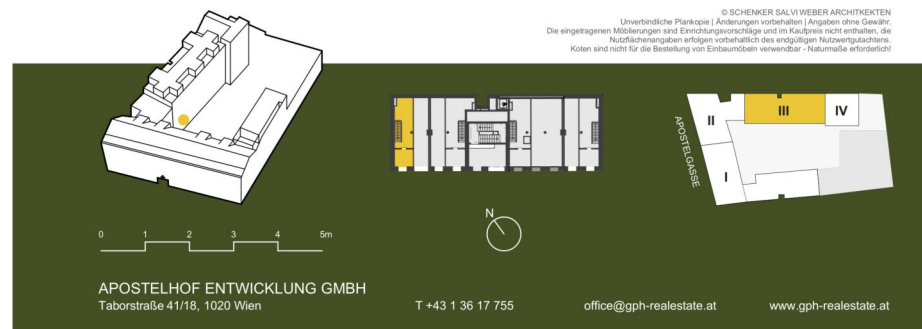 © SCHENKER SALVI WEBER ARCHITKEKTEN
Unverbindliche Plankopie | Änderungen vorbehalten | Angaben ohne Gewähr.
Die eingetragenen Möblierungen sind Einrichtungsvorschläge und im Kaufpreis nicht enthalten, die
Nutzflächenangaben erfolgen vorbehaltlich des endgültigen Nutzwertgutachtens.
Koten sind nicht für die Bestellung von Einbaumöbeln verwendbar - Naturmaße erforderlich!
II
III
IV
I
APOSTELGASSE
N
0 1 2 3 4 5m
APOSTELHOF ENTWICKLUNG GMBH
Taborstraße 41/18, 1020 Wien
T +43 1 36 17 755
office@gph-realestate.at
www.gph-realestate.at